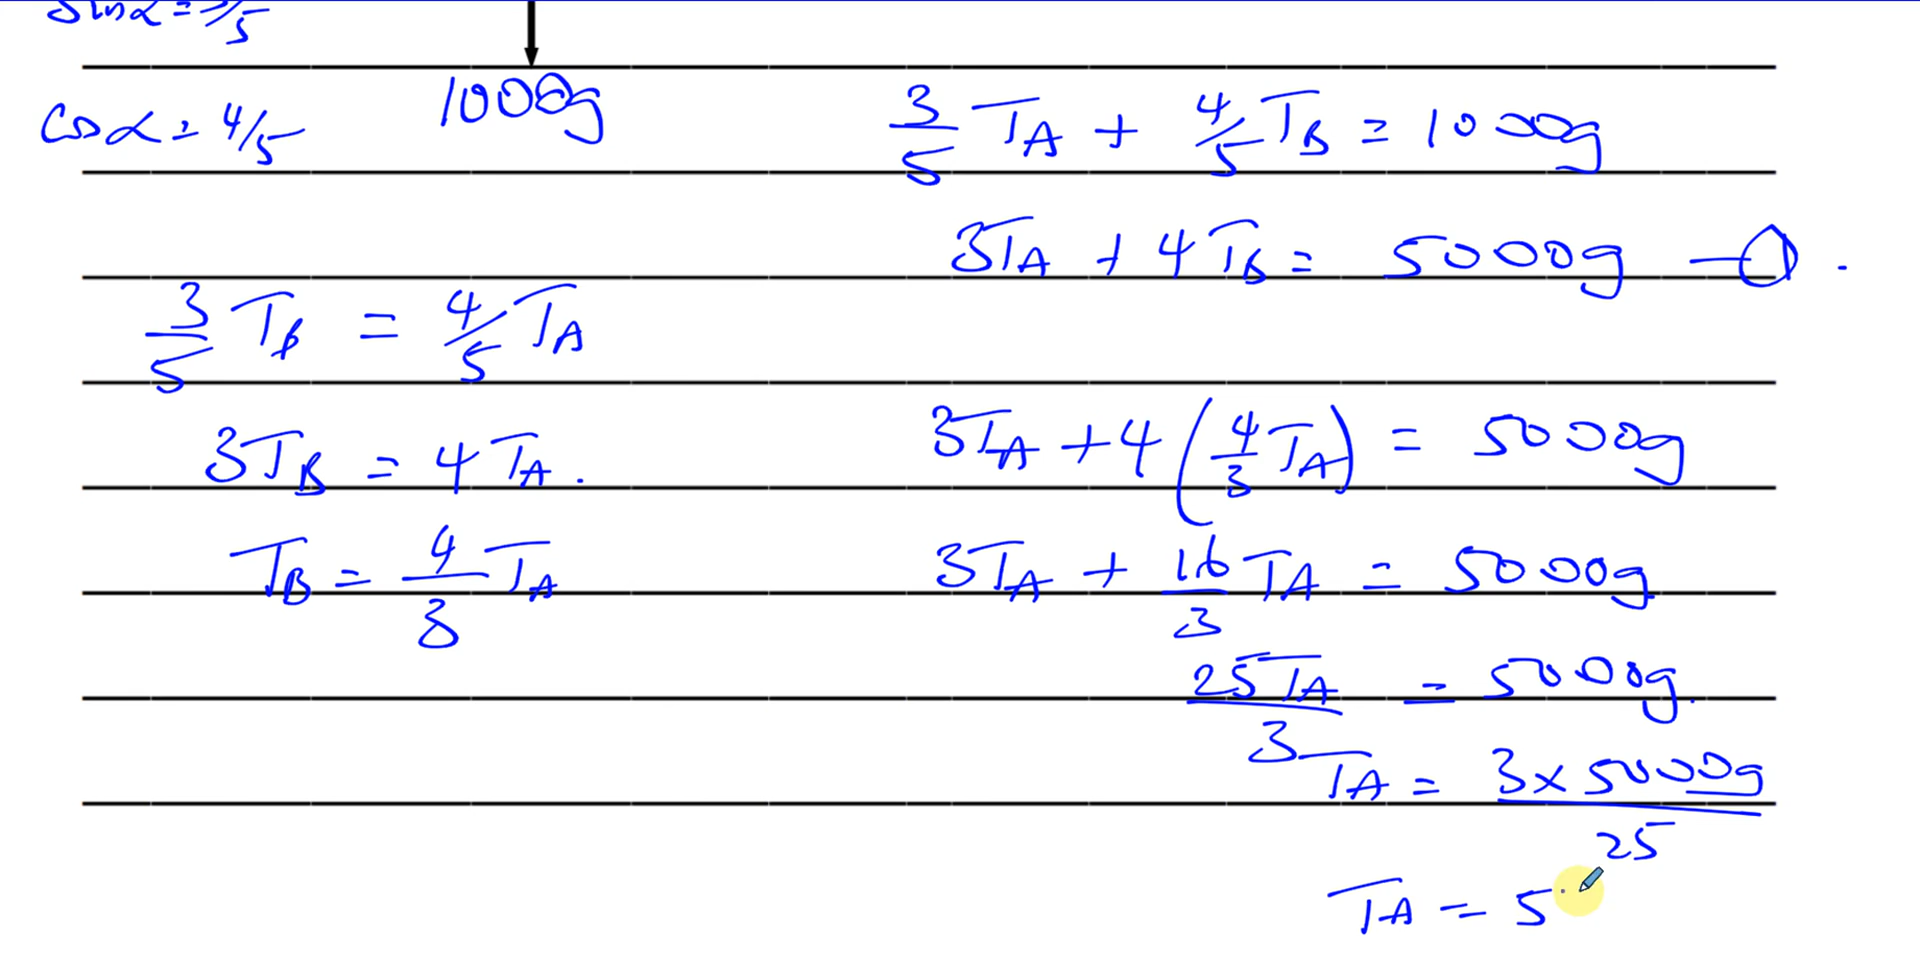 sinα = 3/5
cosα = 4/5
1000g
3/5 TA + 4/5 TB = 1000g
3TA + 4TB = 5000g — ①.
3/5 TB = 4/5 TA
3TB = 4TA.
TB = 4/3 TA
3TA + 4(4/3 TA) = 5000g
3TA + 16/3 TA = 5000g
25TA/3 = 5000g.
TA = 3 × 5000g/25
TA = 5